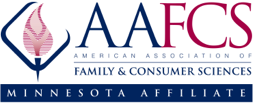 AAFCS
AMERICAN ASSOCIATION OF
FAMILY & CONSUMER SCIENCES
MINNESOTA AFFILIATE